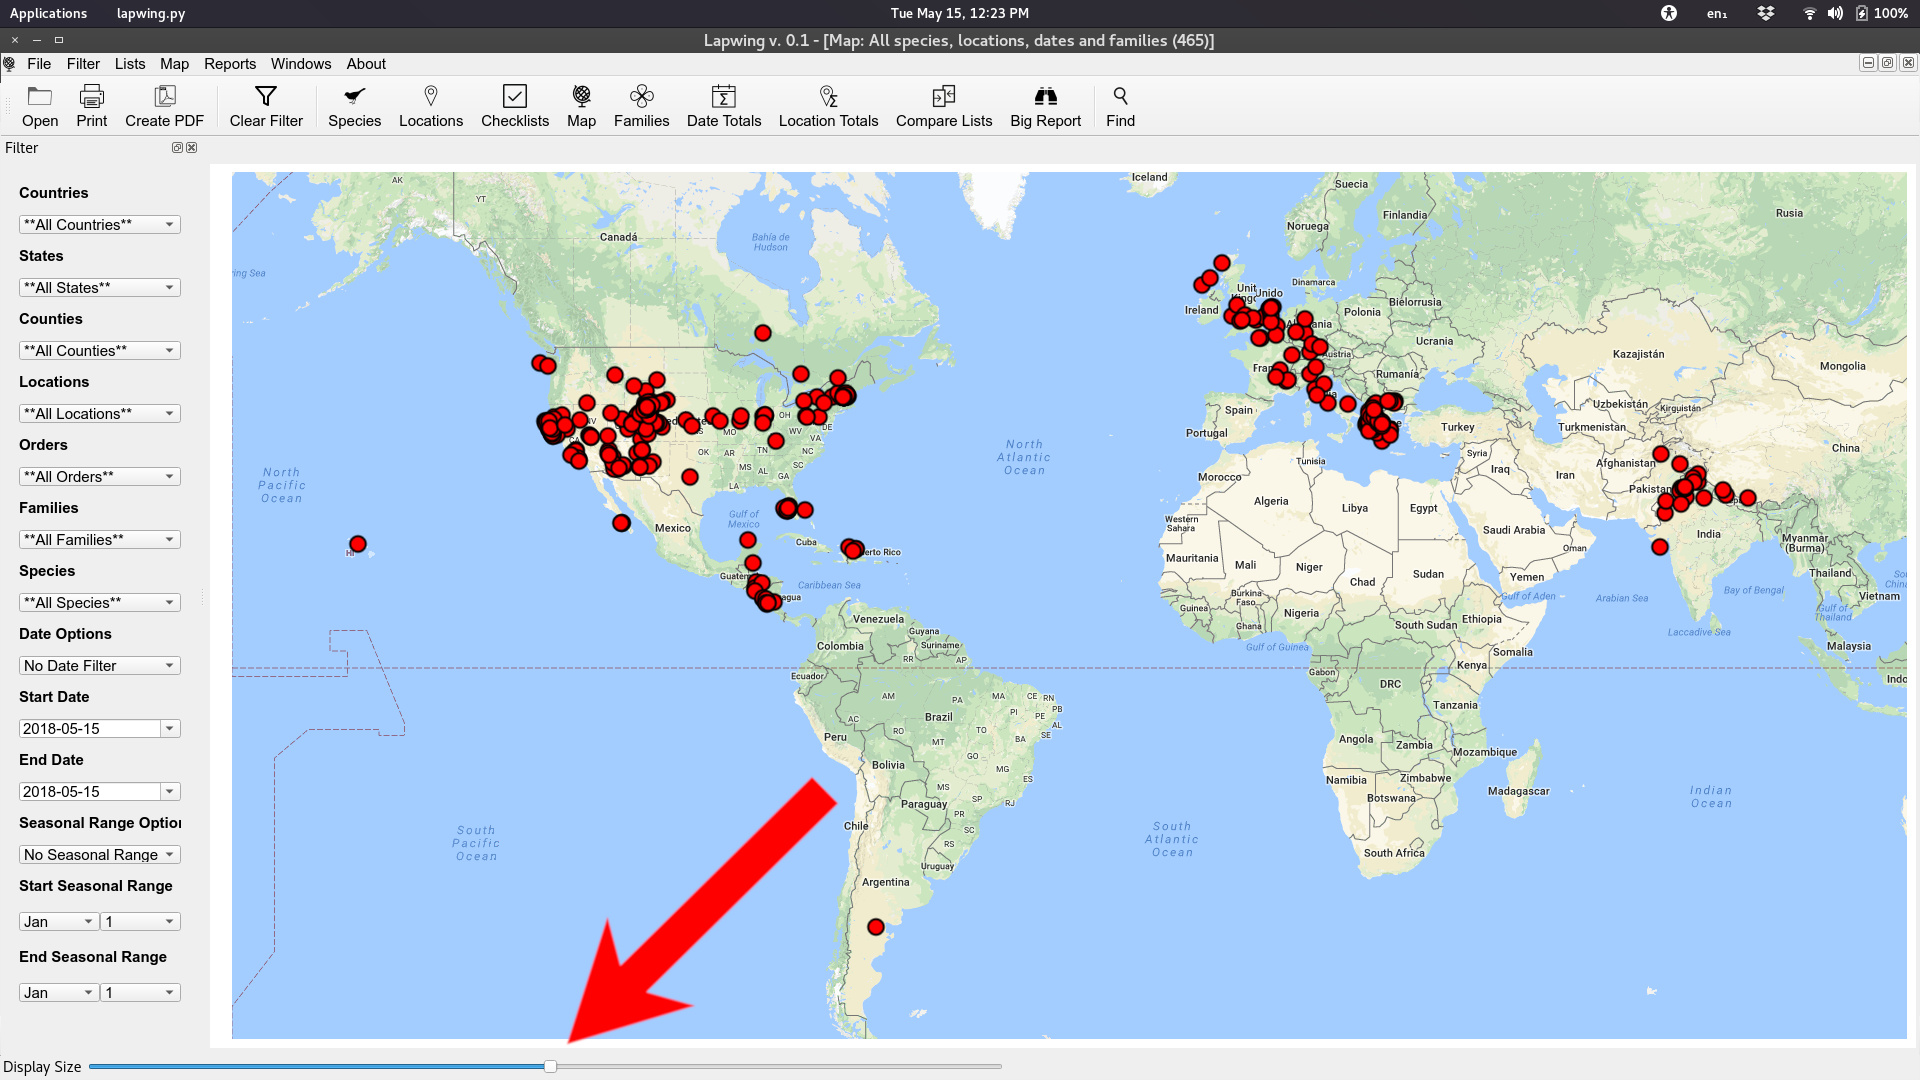 Applications lapwing.py Tue May 15, 12:23 PM en₁ 100%
Lapwing v. 0.1 - [Map: All species, locations, dates and families (465)]
File Filter Lists Map Reports Windows About
Open Print Create PDF Clear Filter Species Locations Checklists Map Families Date Totals Location Totals Compare Lists Big Report Find
Filter
Countries
**All Countries**
States
**All States**
Counties
**All Counties**
Locations
**All Locations**
Orders
**All Orders**
Families
**All Families**
Species
**All Species**
Date Options
No Date Filter
Start Date
2018-05-15
End Date
2018-05-15
Seasonal Range Option
No Seasonal Range
Start Seasonal Range
Jan 1
End Seasonal Range
Jan 1
AK
YT
Canadá
Bahía de
Hudson
ring Sea
North
Pacific
Ocean
MO
OH
WV
VA
DE
OK
AR
TN
NC
SC
MS
AL
GA
LA
Gulf of
Mexico
Mexico
Cuba
Caribbean Sea
HI
Venezuela
Guyana
Suriname
Colombia
RR
AP
Ecuador
AM
PA
MA
CE
RN
PB
PI
PE
AL
SE
AC
RO
TO
BA
Brazil
MT
GO
MG
ES
MS
SP
RJ
PR
SC
RS
Peru
Bolivia
Paraguay
Chile
Uruguay
Argentina
South
Pacific
Ocean
North
Atlantic
Ocean
South
Atlantic
Ocean
Iceland
Suecia
Finlandia
Noruega
Rusia
Dinamarca
Ireland
Bielorrusia
Polonia
Ucrania
Austria
Rumanía
Spain
Portugal
Turkey
Kazajistán
Mongolia
Uzbekistán
Kirguistán
Turkmenistan
China
Afghanistan
Syria
Iraq
Iran
Pakistan
India
Tunisia
Morocco
Algeria
Libya
Egypt
Western
Sahara
Saudi Arabia
Oman
Myanmar
(Burma)
Mauritania
Mali
Niger
Chad
Sudan
Yemen
Gulf of Aden
Arabian Sea
Bay of Bengal
Thailand
Vietnam
Gulf of
Thailand
Laccadive Sea
Guinea
Burkina
Faso
Ghana
Nigeria
South Sudan
Ethiopia
Somalia
Malaysia
Gulf of Guinea
Gabon
DRC
Kenya
Tanzania
Angola
Zambia
Mozambique
Namibia
Zimbabwe
Botswana
Madagascar
South Africa
Indian
Ocean
Display Size